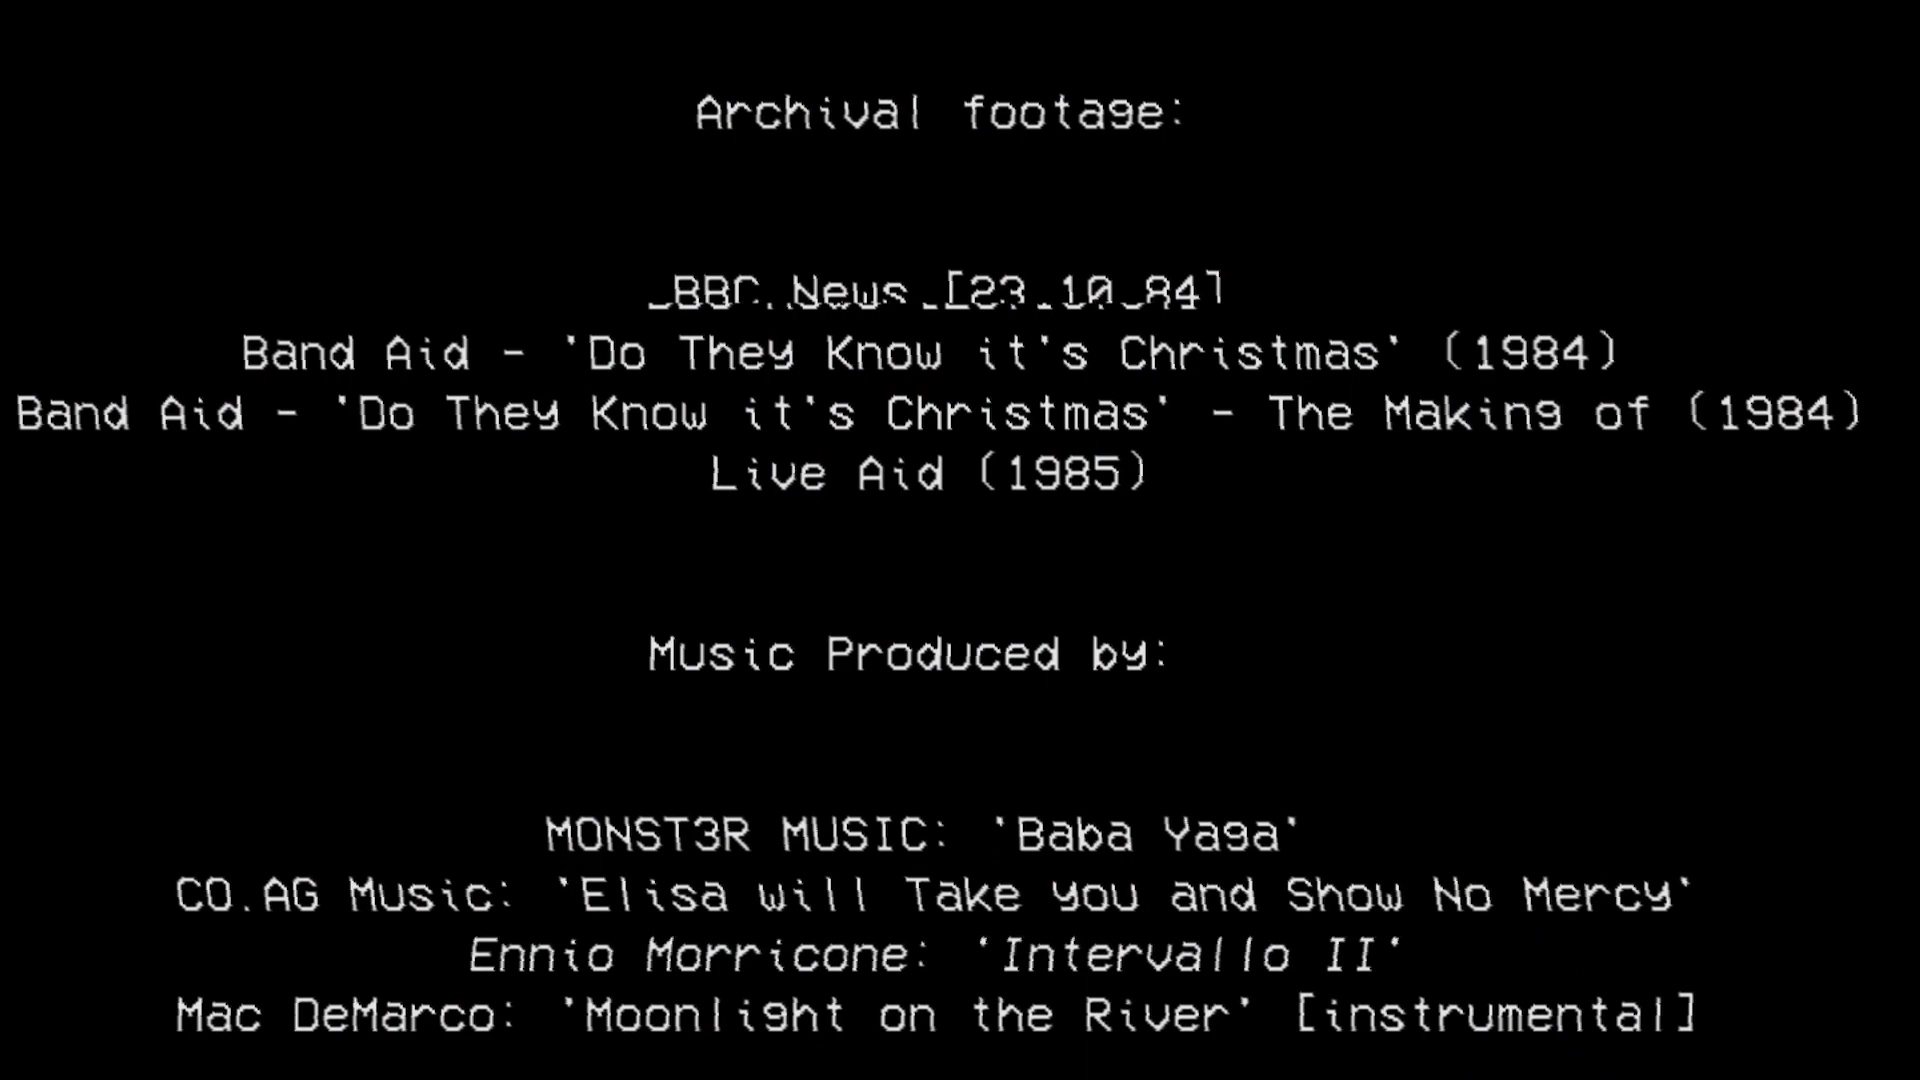 Archival footage:
BBC News [23.10.84]
Band Aid - 'Do They Know it's Christmas' (1984)
Band Aid - 'Do They Know it's Christmas' - The Making of (1984)
Live Aid (1985)
Music Produced by:
MONST3R MUSIC: 'Baba Yaga'
CO.AG Music: 'Elisa will Take you and Show No Mercy'
Ennio Morricone: 'Intervallo II'
Mac DeMarco: 'Moonlight on the River' [instrumental]